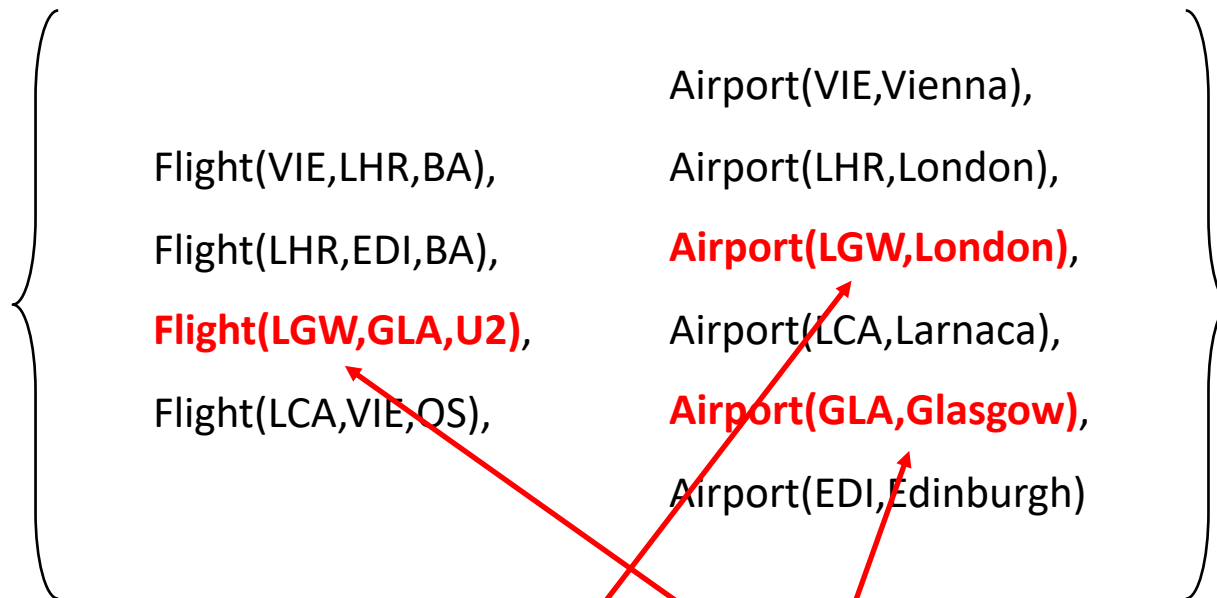 Flight(VIE,LHR,BA),
Flight(LHR,EDI,BA),
Flight(LGW,GLA,U2),
Flight(LCA,VIE,OS),
Airport(VIE,Vienna),
Airport(LHR,London),
Airport(LGW,London),
Airport(LCA,Larnaca),
Airport(GLA,Glasgow),
Airport(EDI,Edinburgh)